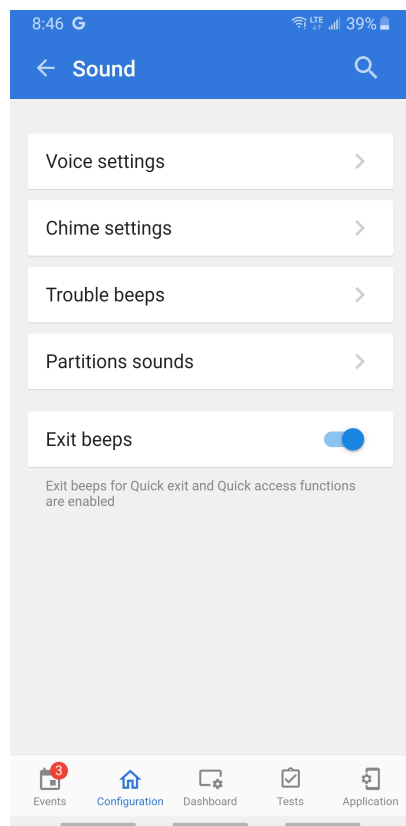 8:46 G LTE 39%
Sound
Voice settings
Chime settings
Trouble beeps
Partitions sounds
Exit beeps
Exit beeps for Quick exit and Quick access functions
are enabled
3
Events Configuration Dashboard Tests Application